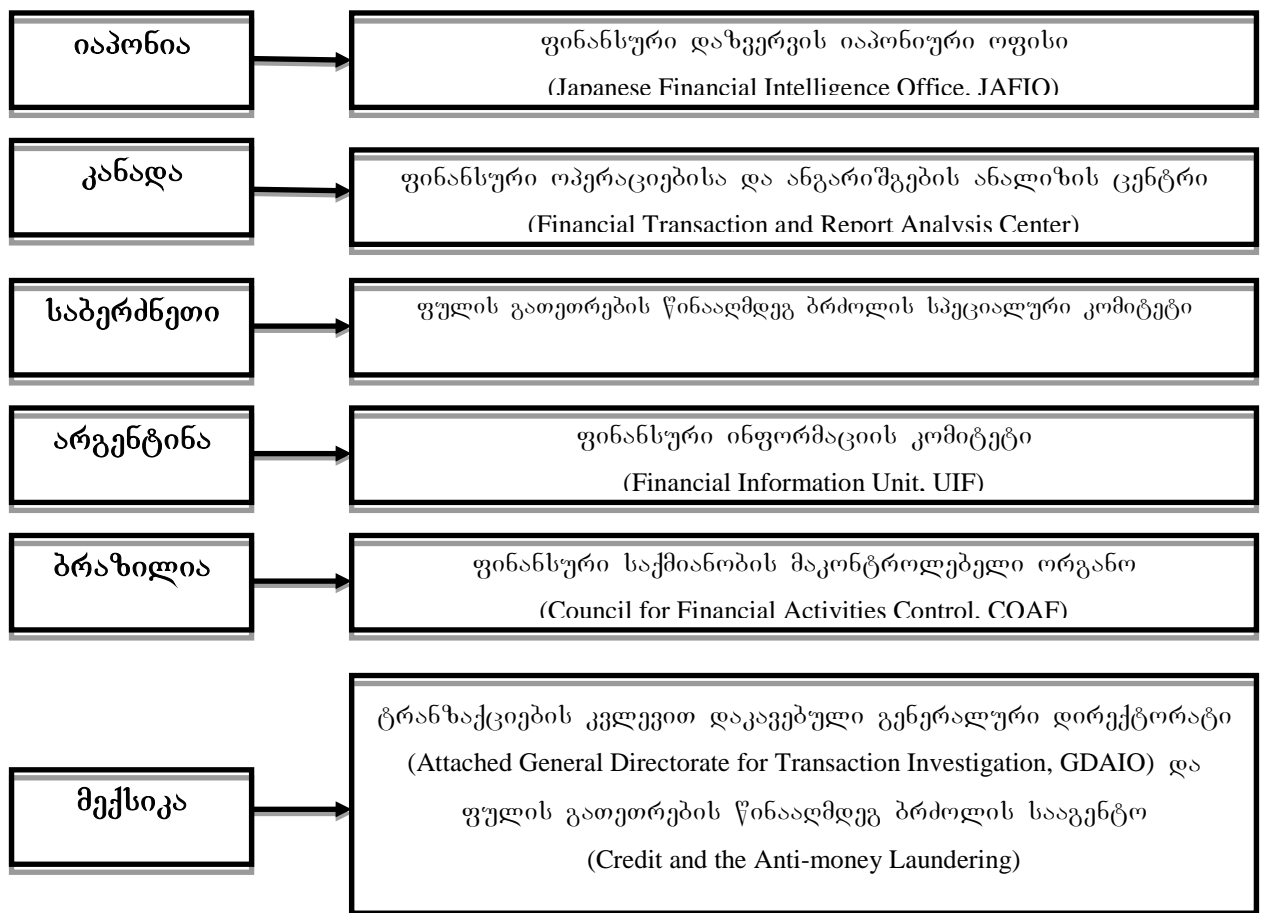 იაპონია
ფინანსური დაზვერვის იაპონიური ოფისი
(Japanese Financial Intelligence Office, JAFIO)
კანადა
ფინანსური ოპერაციებისა და ანგარიშგების ანალიზის ცენტრი
(Financial Transaction and Report Analysis Center)
საბერძნეთი
ფულის გათეთრების წინააღმდეგ ბრძოლის სპეციალური კომიტეტი
არგენტინა
ფინანსური ინფორმაციის კომიტეტი
(Financial Information Unit, UIF)
ბრაზილია
ფინანსური საქმიანობის მაკონტროლებელი ორგანო
(Council for Financial Activities Control, COAF)
მექსიკა
ტრანზაქციების კვლევით დაკავებული გენერალური დირექტორატი
(Attached General Directorate for Transaction Investigation, GDAIO) და
ფულის გათეთრების წინააღმდეგ ბრძოლის სააგენტო
(Credit and the Anti-money Laundering)